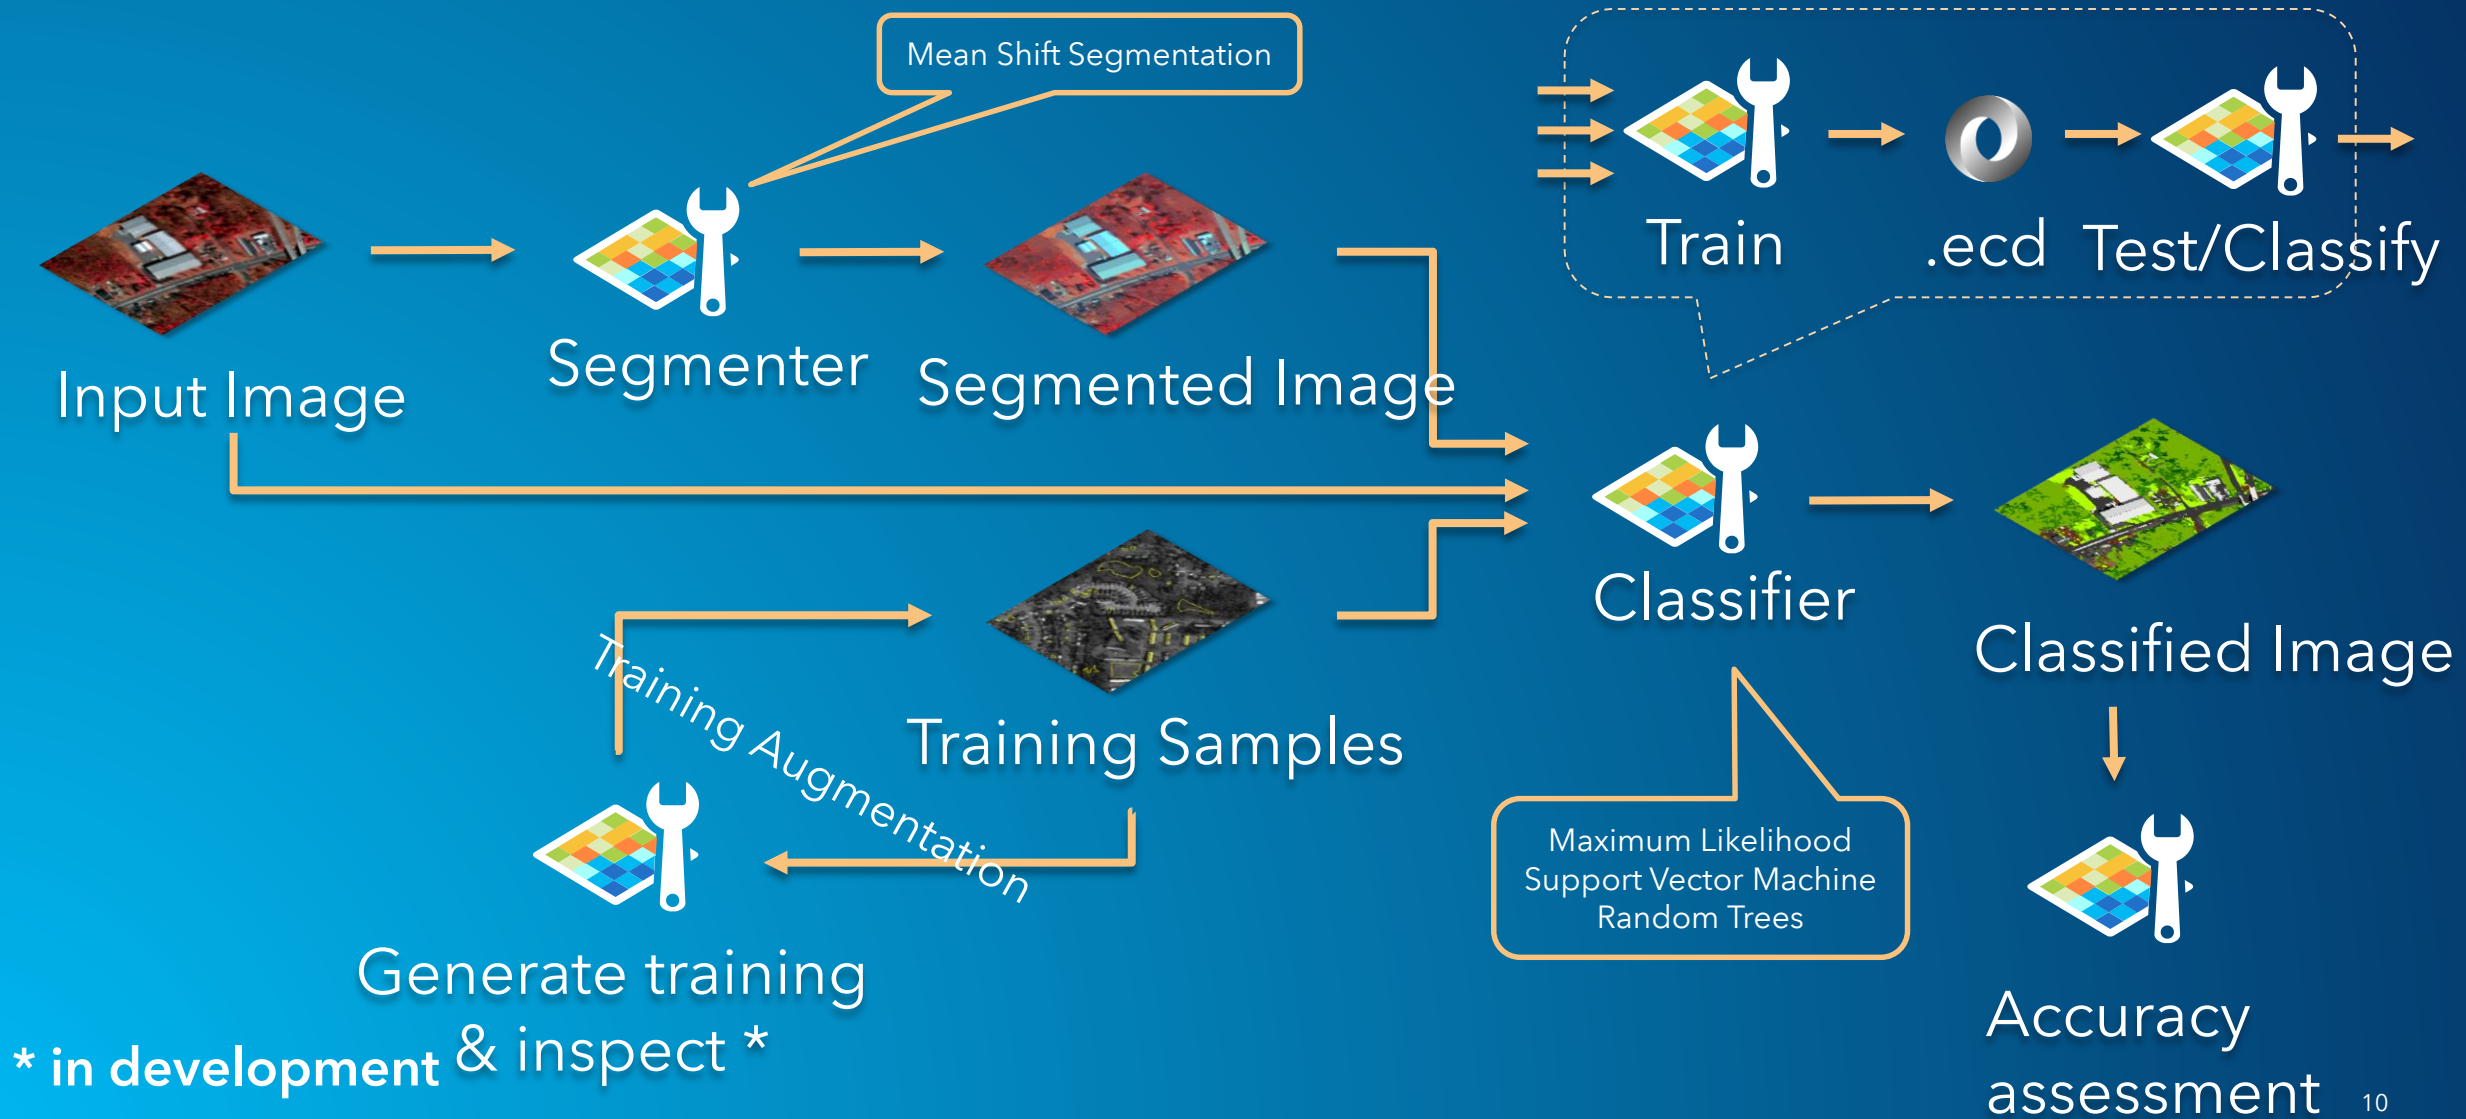 Mean Shift Segmentation
Train
.ecd
Test/Classify
Input Image
Segmenter
Segmented Image
Classifier
Classified Image
Training Samples
Training Augmentation
Maximum Likelihood
Support Vector Machine
Random Trees
Generate training
& inspect *
* in development
Accuracy
assessment
10